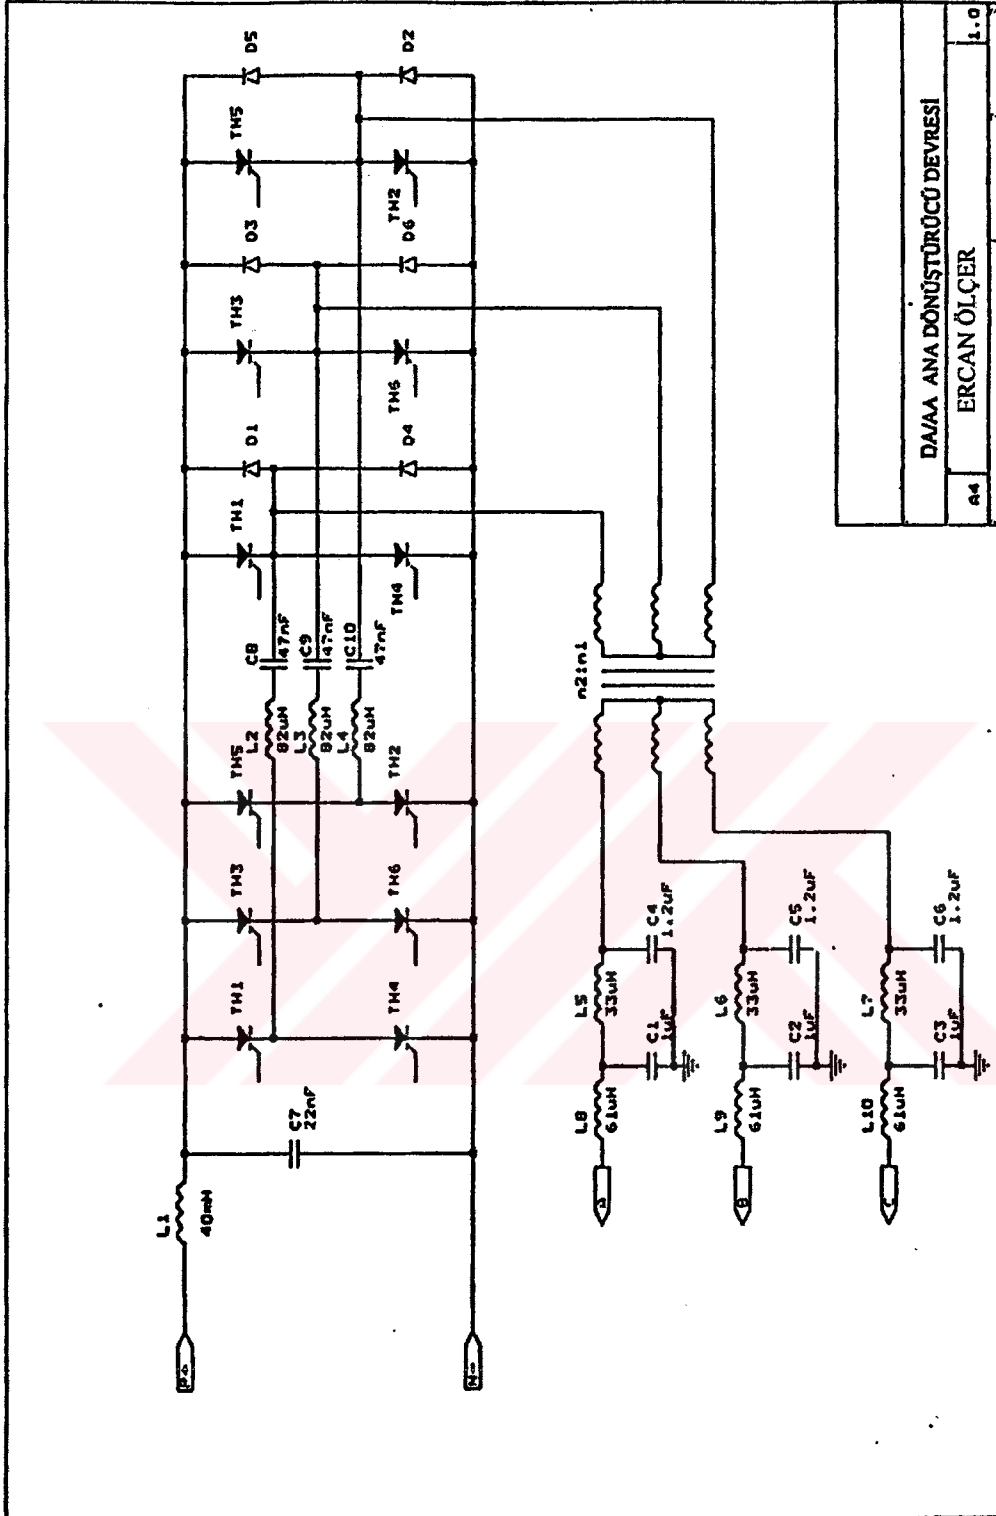 D5
D2
TH5
TH2
D3
D6
TH3
TH6
D1
D4
TH1
TH4
C8
47nF
C9
47nF
C10
47nF
L2
82uH
L3
82uH
L4
82uH
n2:n1
TH5
TH2
TH3
TH6
TH1
TH4
C7
22nF
L1
40mH
L5
33uH
C4
1.2uF
C1
1uF
L8
61uH
A
L6
33uH
C5
1.2uF
C2
1uF
L9
61uH
B
L7
33uH
C6
1.2uF
C3
1uF
L10
61uH
C
DA/AA ANA DÖNÜŞTÜRÜCÜ DEVRESİ
A4
ERCAN ÖLÇER
1.0